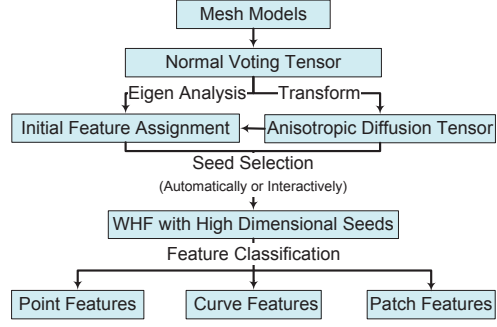 Mesh Models
Normal Voting Tensor
Eigen Analysis Transform
Initial Feature Assignment Anisotropic Diffusion Tensor
Seed Selection
(Automatically or Interactively)
WHF with High Dimensional Seeds
Feature Classification
Point Features Curve Features Patch Features